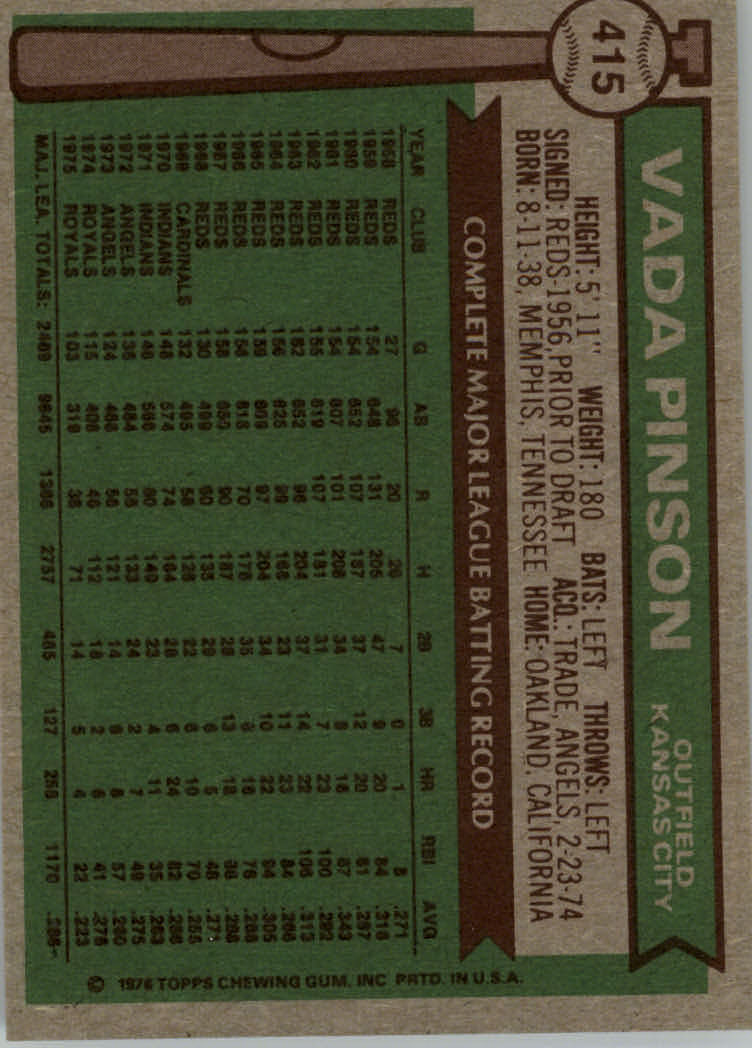 415
VADA PINSON OUTFIELD
KANSAS CITY
HEIGHT: 5' 11" WEIGHT: 180 BATS: LEFT THROWS: LEFT
SIGNED: REDS-1956, PRIOR TO DRAFT ACQ.: TRADE, ANGELS, 2-23-74
BORN: 8-11-38, MEMPHIS, TENNESSEE HOME: OAKLAND, CALIFORNIA
COMPLETE MAJOR LEAGUE BATTING RECORD
YEAR CLUB G AB R H 2B 3B HR RBI AVG
1958 REDS 27 96 20 26 7 0 1 8 .271
1959 REDS 154 648 131 205 47 9 20 84 .316
1960 REDS 154 652 107 187 37 12 20 61 .287
1961 REDS 154 607 101 208 34 8 16 87 .343
1962 REDS 155 619 107 181 31 7 23 100 .292
1963 REDS 162 652 96 204 37 14 22 106 .313
1964 REDS 156 625 99 166 23 11 23 84 .266
1965 REDS 159 669 97 204 34 10 22 94 .305
1966 REDS 156 618 70 178 35 6 16 76 .288
1967 REDS 158 650 90 187 28 13 18 66 .288
1968 REDS 130 499 60 135 29 6 5 48 .271
1969 CARDINALS 132 495 58 126 22 6 10 70 .255
1970 INDIANS 148 574 74 164 28 6 24 82 .286
1971 INDIANS 146 566 60 149 23 4 11 35 .263
1972 ANGELS 136 484 56 133 24 2 7 49 .275
1973 ANGELS 124 466 56 121 14 6 8 57 .260
1974 ROYALS 115 406 46 112 18 2 6 41 .276
1975 ROYALS 103 319 38 71 14 5 4 22 .223
MAJ. LEA. TOTALS: 2469 9645 1366 2757 485 127 256 1170 .286
© 1976 TOPPS CHEWING GUM, INC PRTD. IN U.S.A.